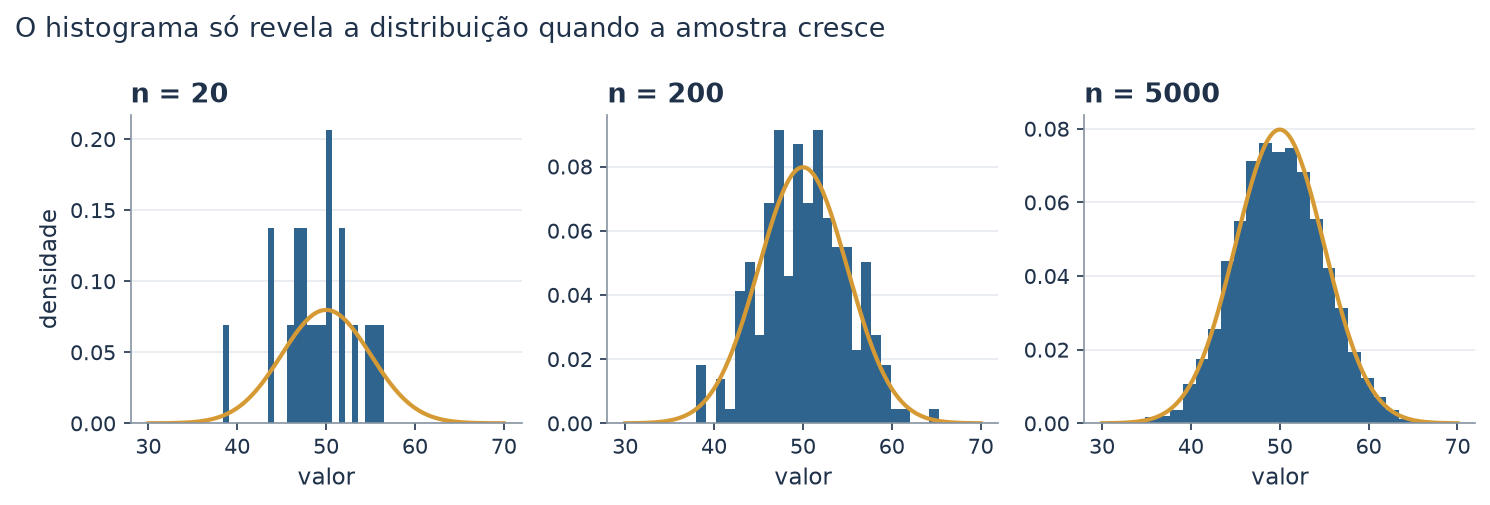 O histograma só revela a distribuição quando a amostra cresce
n = 20
n = 200
n = 5000
densidade
0.20
0.15
0.10
0.05
0.00
30 40 50 60 70
valor
0.08
0.06
0.04
0.02
0.00
30 40 50 60 70
valor
0.08
0.06
0.04
0.02
0.00
30 40 50 60 70
valor